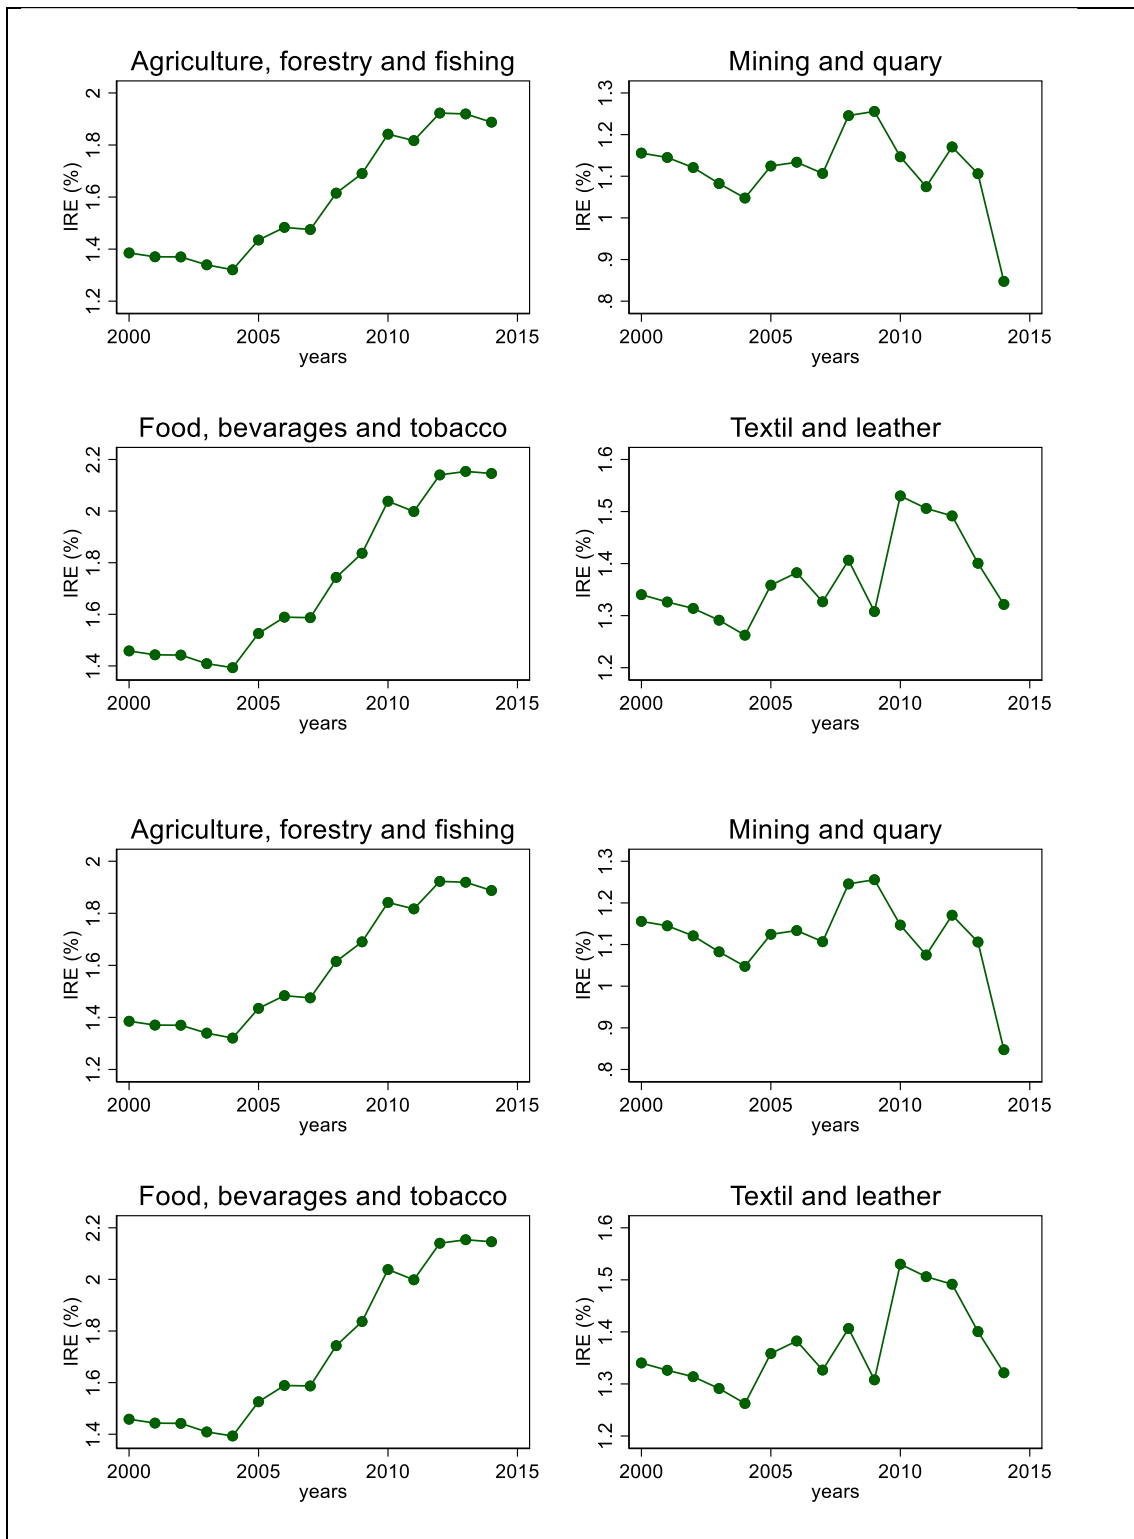 Agriculture, forestry and fishing
IRE (%)
2
1.8
1.6
1.4
1.2
2000 2005 2010 2015
years
Mining and quary
IRE (%)
1.3
1.2
1.1
1
.9
.8
2000 2005 2010 2015
years
Food, bevarages and tobacco
IRE (%)
2.2
2
1.8
1.6
1.4
2000 2005 2010 2015
years
Textil and leather
IRE (%)
1.6
1.5
1.4
1.3
1.2
2000 2005 2010 2015
years
Agriculture, forestry and fishing
IRE (%)
2
1.8
1.6
1.4
1.2
2000 2005 2010 2015
years
Mining and quary
IRE (%)
1.3
1.2
1.1
1
.9
.8
2000 2005 2010 2015
years
Food, bevarages and tobacco
IRE (%)
2.2
2
1.8
1.6
1.4
2000 2005 2010 2015
years
Textil and leather
IRE (%)
1.6
1.5
1.4
1.3
1.2
2000 2005 2010 2015
years